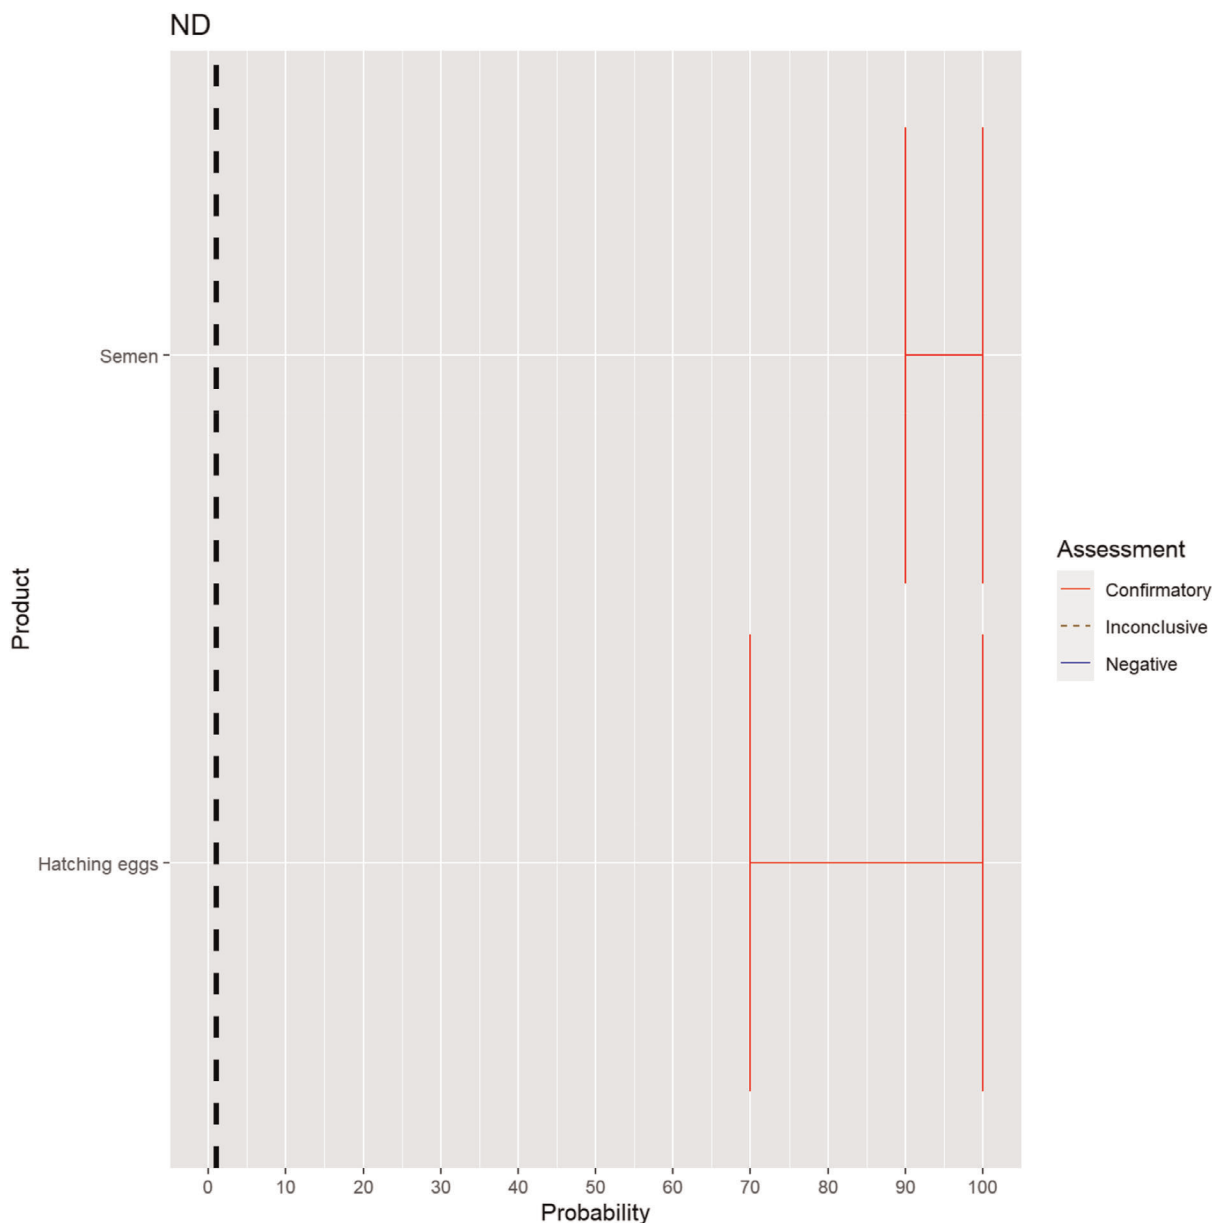 ND
Semen
Hatching eggs
Product
0 10 20 30 40 50 60 70 80 90 100
Probability
Assessment
Confirmatory
Inconclusive
Negative